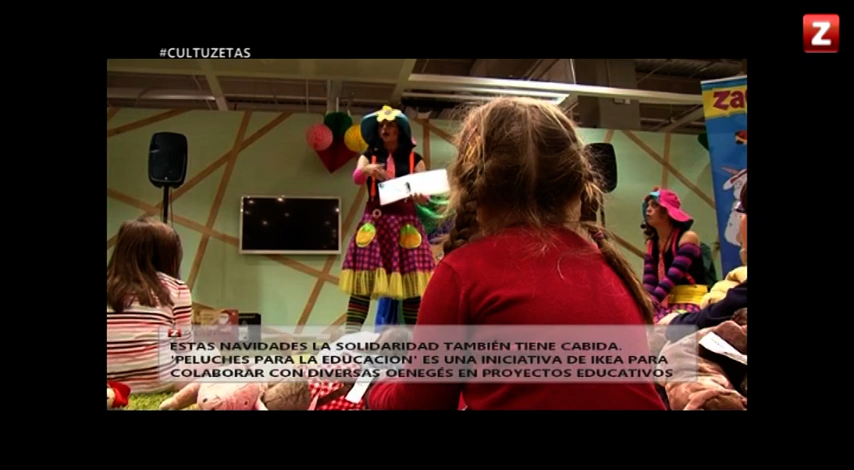 Z
#CULTUZETAS
Za
Z
ESTAS NAVIDADES LA SOLIDARIDAD TAMBIÉN TIENE CABIDA.
'PELUCHES PARA LA EDUCACIÓN' ES UNA INICIATIVA DE IKEA PARA
COLABORAR CON DIVERSAS OENEGÉS EN PROYECTOS EDUCATIVOS